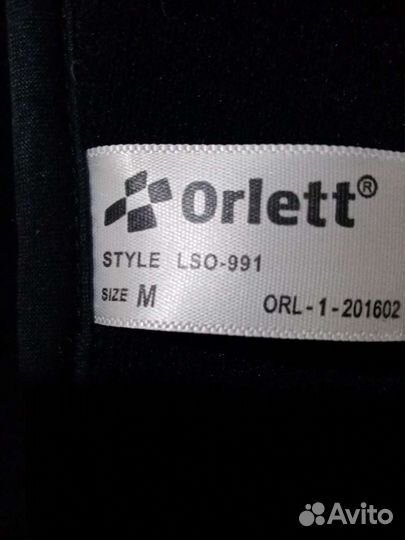 Orlett®
STYLE LSO-991
SIZE M ORL-1-201602
Avito